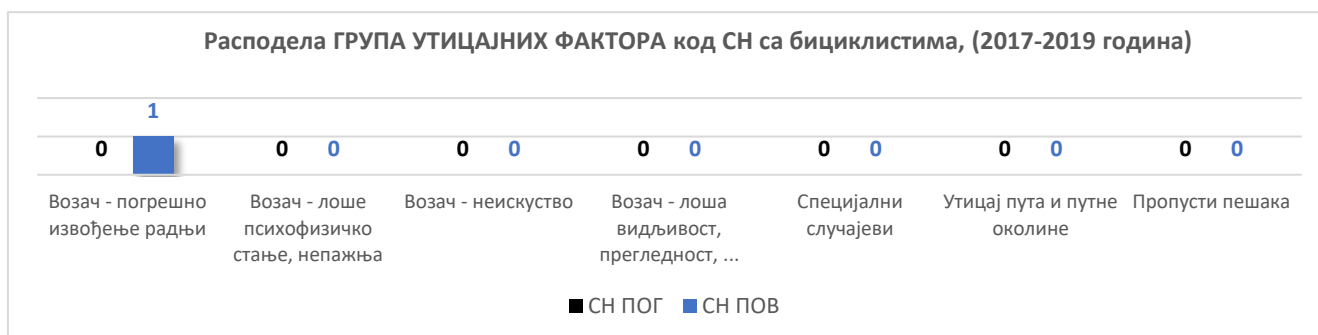 Расподела ГРУПА УТИЦАЈНИХ ФАКТОРА код СН са бициклистима, (2017-2019 година)
1
0 0 0 0 0 0 0 0 0 0 0 0 0
Возач - погрешно извођење радњи
Возач - лоше психофизичко стање, непажња
Возач - неискуство
Возач - лоша видљивост, прегледност, ...
Специјални случајеви
Утицај пута и путне околине
Пропусти пешака
СН ПОГ СН ПОВ